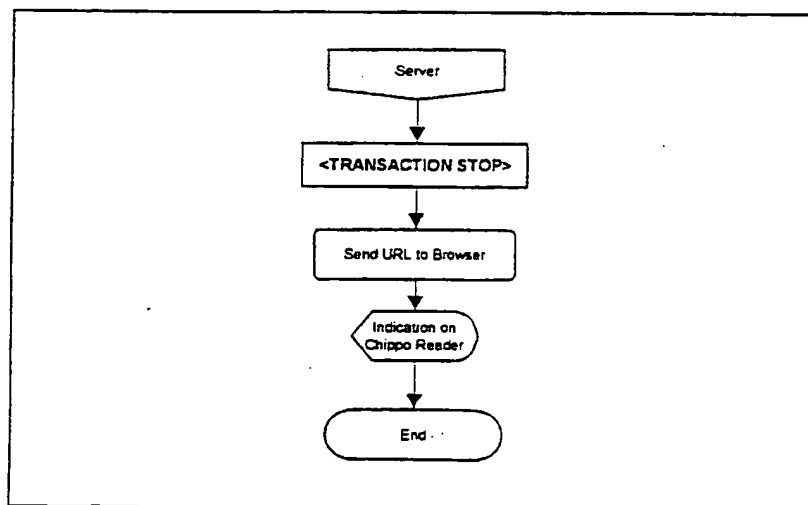 Server
<TRANSACTION STOP>
Send URL to Browser
Indication on
Chippo Reader
End